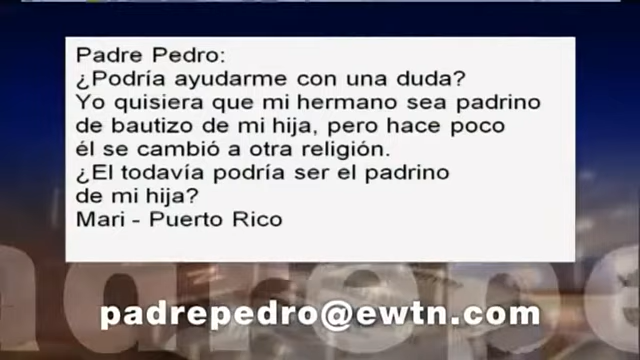 Padre Pedro:
¿Podría ayudarme con una duda?
Yo quisiera que mi hermano sea padrino
de bautizo de mi hija, pero hace poco
él se cambió a otra religión.
¿El todavía podría ser el padrino
de mi hija?
Mari - Puerto Rico
padrepedro@ewtn.com